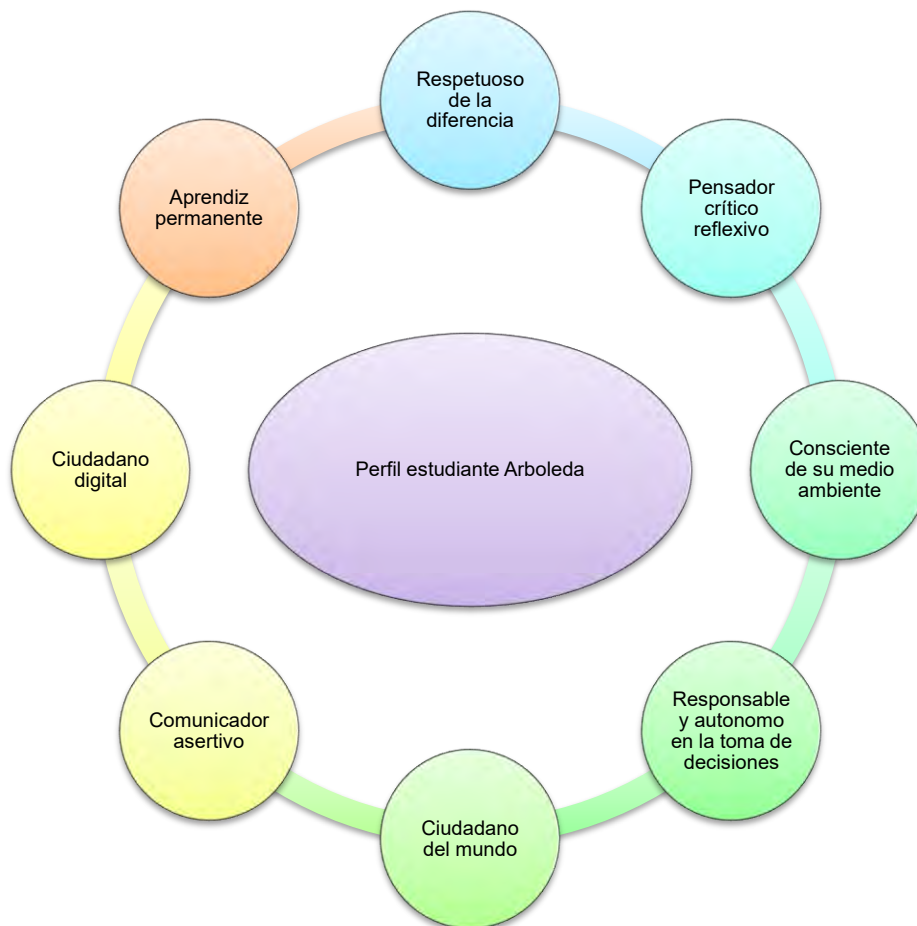 Respetuoso
de la
diferencia
Pensador
crítico
reflexivo
Consciente
de su medio
ambiente
Responsable
y autonomo
en la toma de
decisiones
Ciudadano
del mundo
Comunicador
asertivo
Ciudadano
digital
Aprendiz
permanente
Perfil estudiante Arboleda